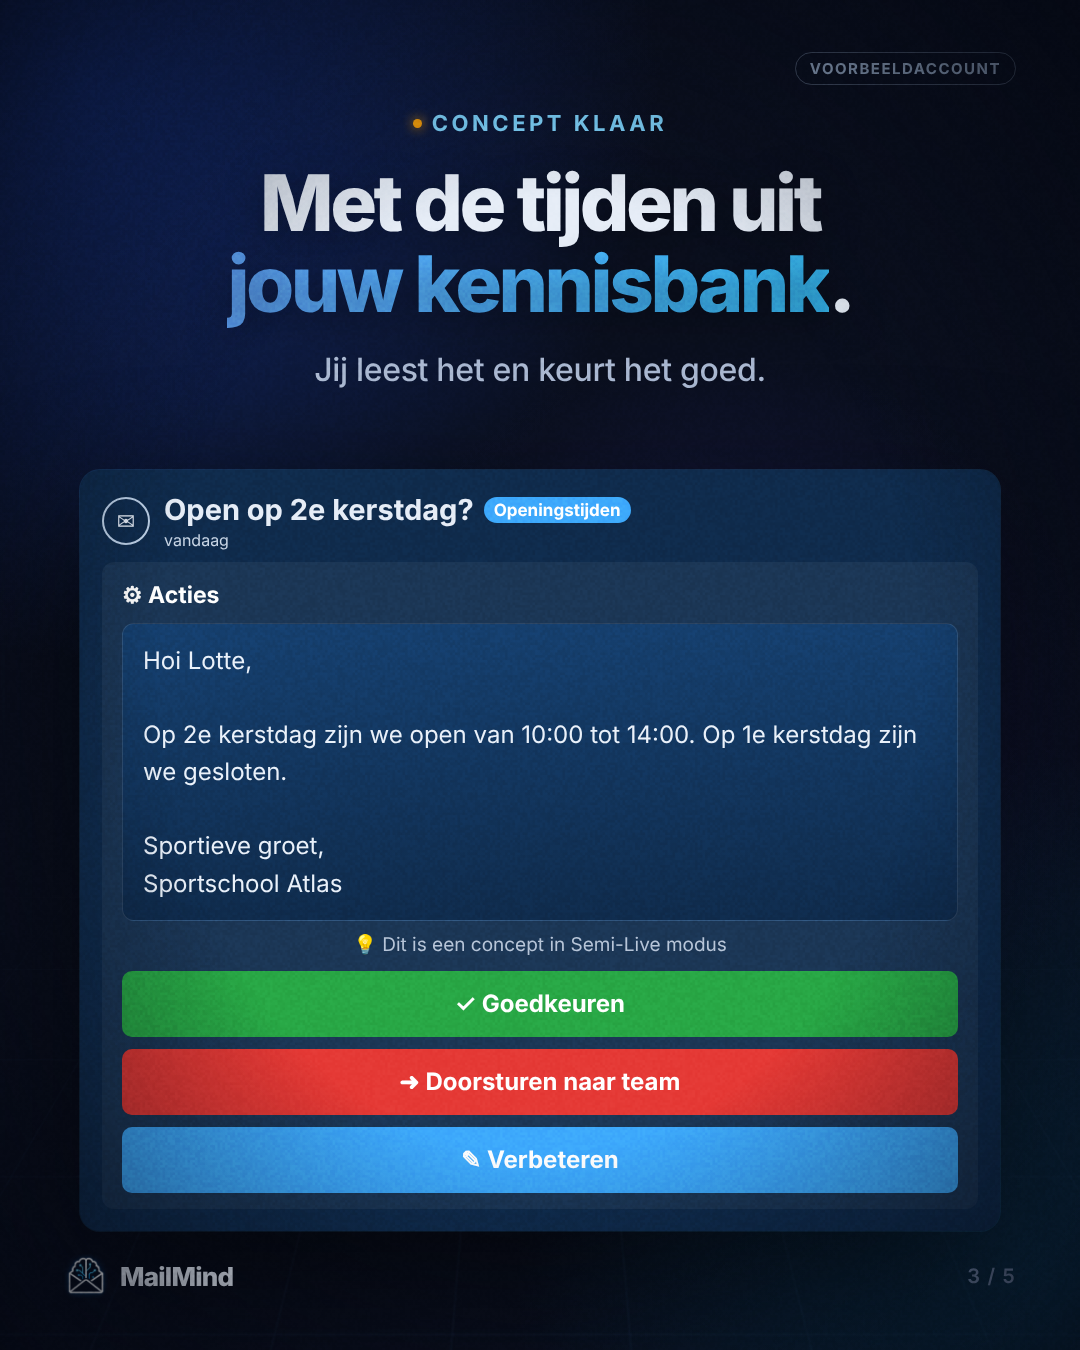 VOORBEELDACCOUNT
CONCEPT KLAAR
Met de tijden uit
jouw kennisbank.
Jij leest het en keurt het goed.
Open op 2e kerstdag? Openingstijden
vandaag
⚙ Acties
Hoi Lotte,
Op 2e kerstdag zijn we open van 10:00 tot 14:00. Op 1e kerstdag zijn
we gesloten.
Sportieve groet,
Sportschool Atlas
💡 Dit is een concept in Semi-Live modus
✓ Goedkeuren
➜ Doorsturen naar team
✎ Verbeteren
MailMind
3 / 5